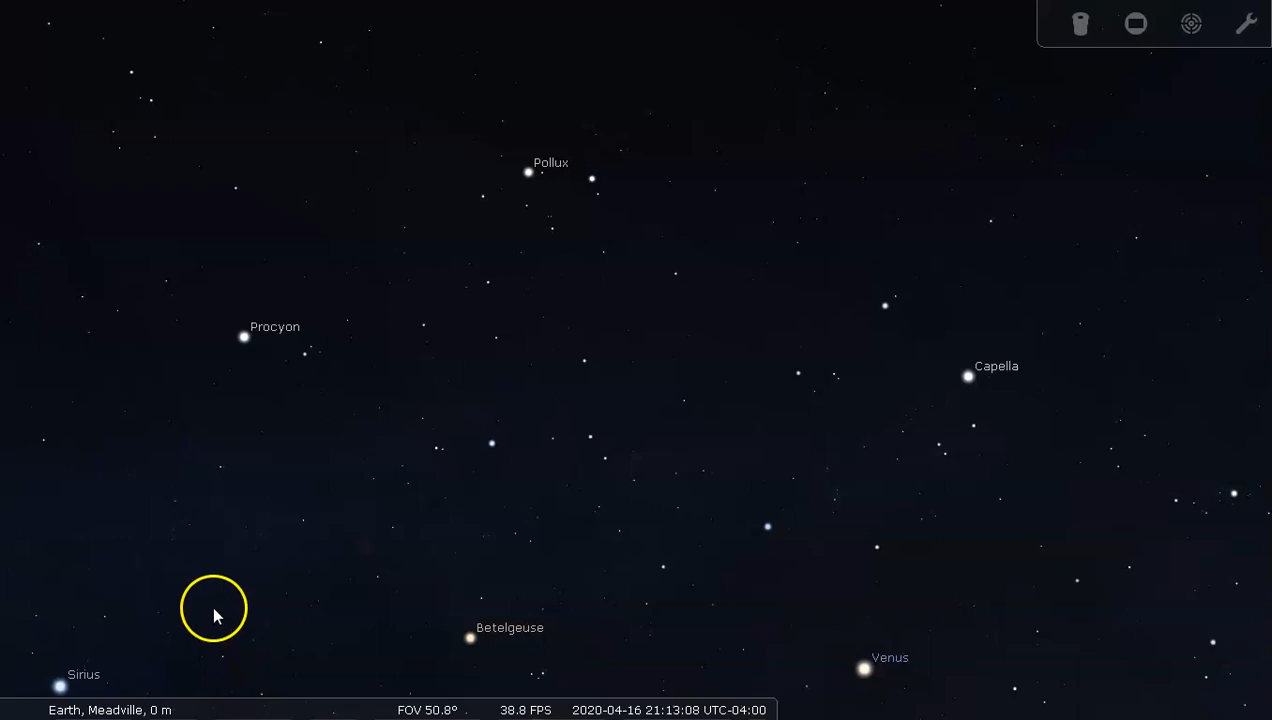 Pollux
Procyon
Capella
Betelgeuse
Venus
Sirius
Earth, Meadville, 0 m FOV 50.8° 38.8 FPS 2020-04-16 21:13:08 UTC-04:00